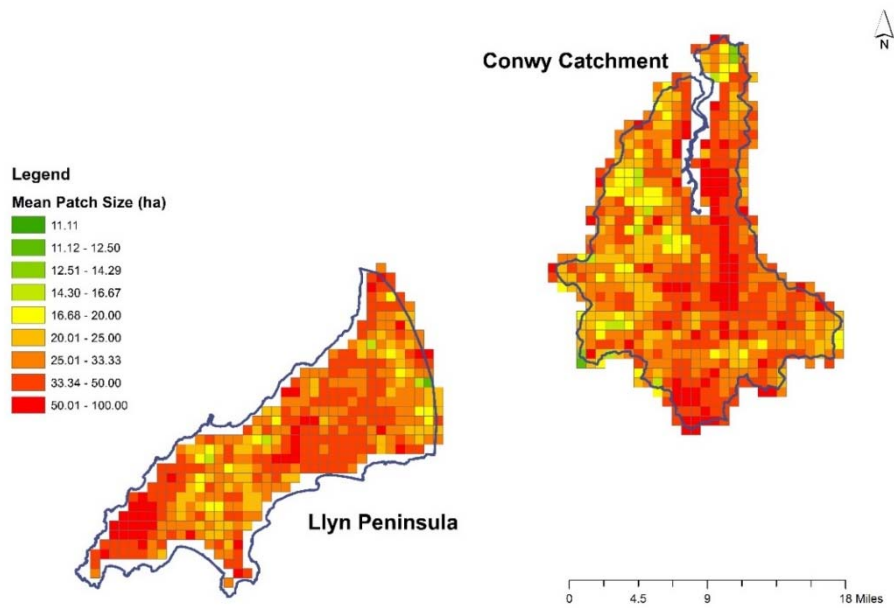 N
Conwy Catchment
Legend
Mean Patch Size (ha)
11.11
11.12 - 12.50
12.51 - 14.29
14.30 - 16.67
16.68 - 20.00
20.01 - 25.00
25.01 - 33.33
33.34 - 50.00
50.01 - 100.00
Llyn Peninsula
0 4.5 9 18 Miles